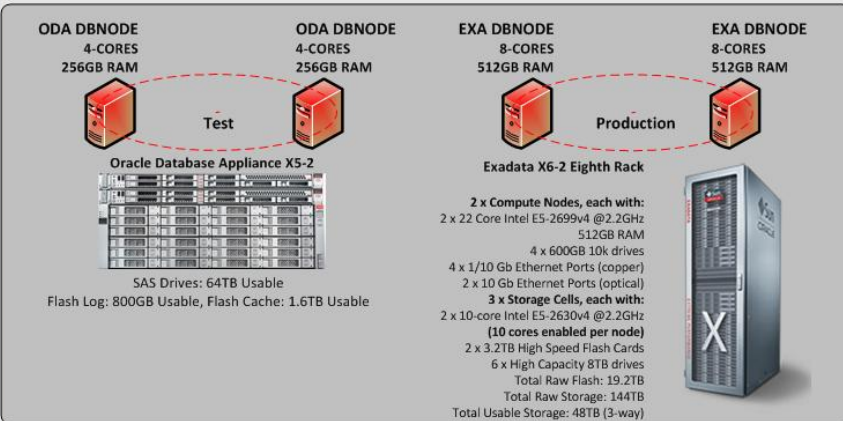 ODA DBNODE
4-CORES
256GB RAM
ODA DBNODE
4-CORES
256GB RAM
Test
Oracle Database Appliance X5-2
SAS Drives: 64TB Usable
Flash Log: 800GB Usable, Flash Cache: 1.6TB Usable
EXA DBNODE
8-CORES
512GB RAM
EXA DBNODE
8-CORES
512GB RAM
Production
Exadata X6-2 Eighth Rack
2 x Compute Nodes, each with:
2 x 22 Core Intel E5-2699v4 @2.2GHz
512GB RAM
4 x 600GB 10k drives
4 x 1/10 Gb Ethernet Ports (copper)
2 x 10 Gb Ethernet Ports (optical)
3 x Storage Cells, each with:
2 x 10-core Intel E5-2630v4 @2.2GHz
(10 cores enabled per node)
2 x 3.2TB High Speed Flash Cards
6 x High Capacity 8TB drives
Total Raw Flash: 19.2TB
Total Raw Storage: 144TB
Total Usable Storage: 48TB (3-way)
Sun
ORACLE
X